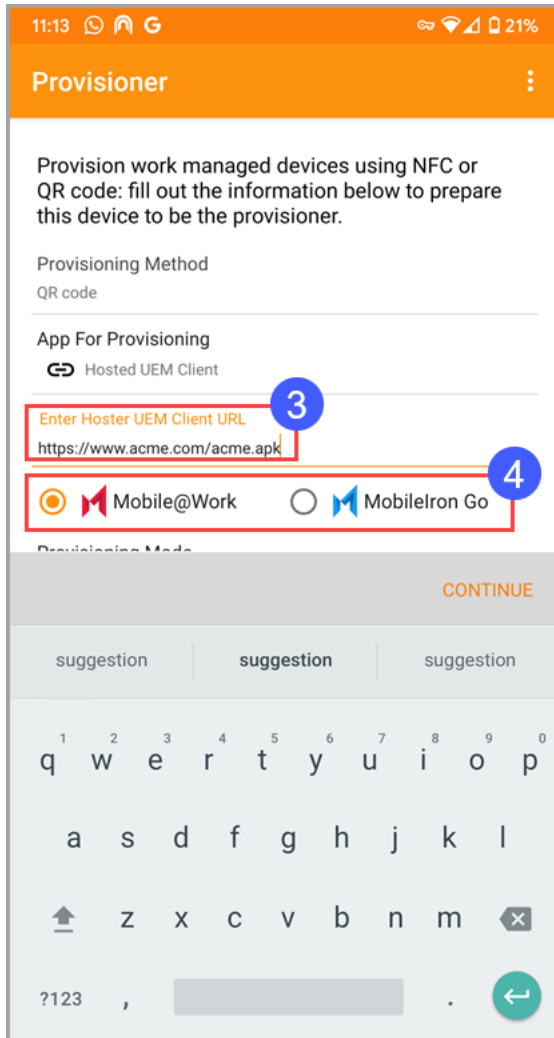 11:13 G 21%
Provisioner
Provision work managed devices using NFC or
QR code: fill out the information below to prepare
this device to be the provisioner.
Provisioning Method
QR code
App For Provisioning
Hosted UEM Client
3
Enter Hoster UEM Client URL
https://www.acme.com/acme.apk
4
Mobile@Work MobileIron Go
Provisioning Mode
CONTINUE
suggestion suggestion suggestion
1 2 3 4 5 6 7 8 9 0
q w e r t y u i o p
a s d f g h j k l
z x c v b n m
?123 , .